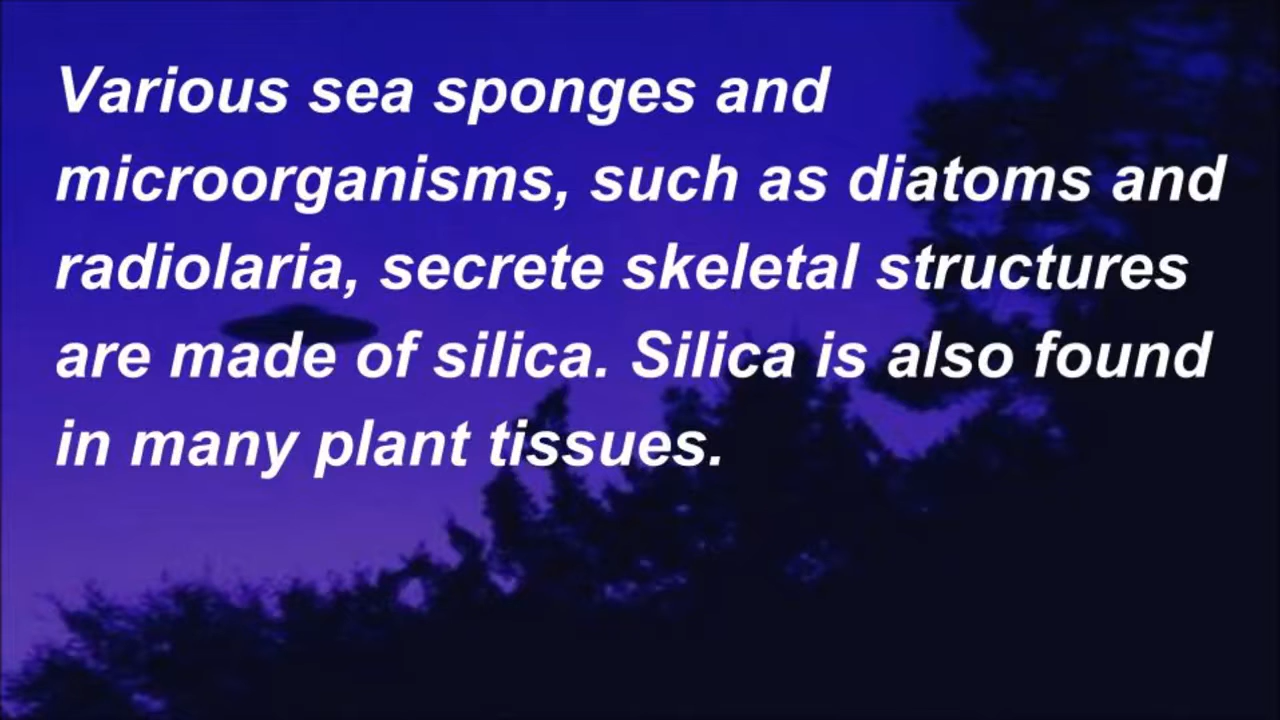 Various sea sponges and
microorganisms, such as diatoms and
radiolaria, secrete skeletal structures
are made of silica. Silica is also found
in many plant tissues.